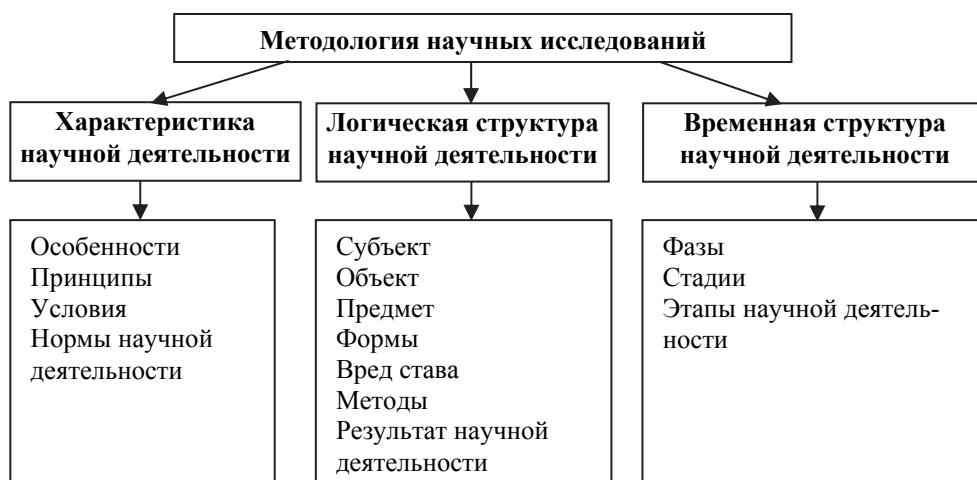 Методология научных исследований
Характеристика
научной деятельности
Логическая структура
научной деятельности
Временная структура
научной деятельности
Особенности
Принципы
Условия
Нормы научной
деятельности
Субъект
Объект
Предмет
Формы
Вред става
Методы
Результат научной
деятельности
Фазы
Стадии
Этапы научной деятель-
ности